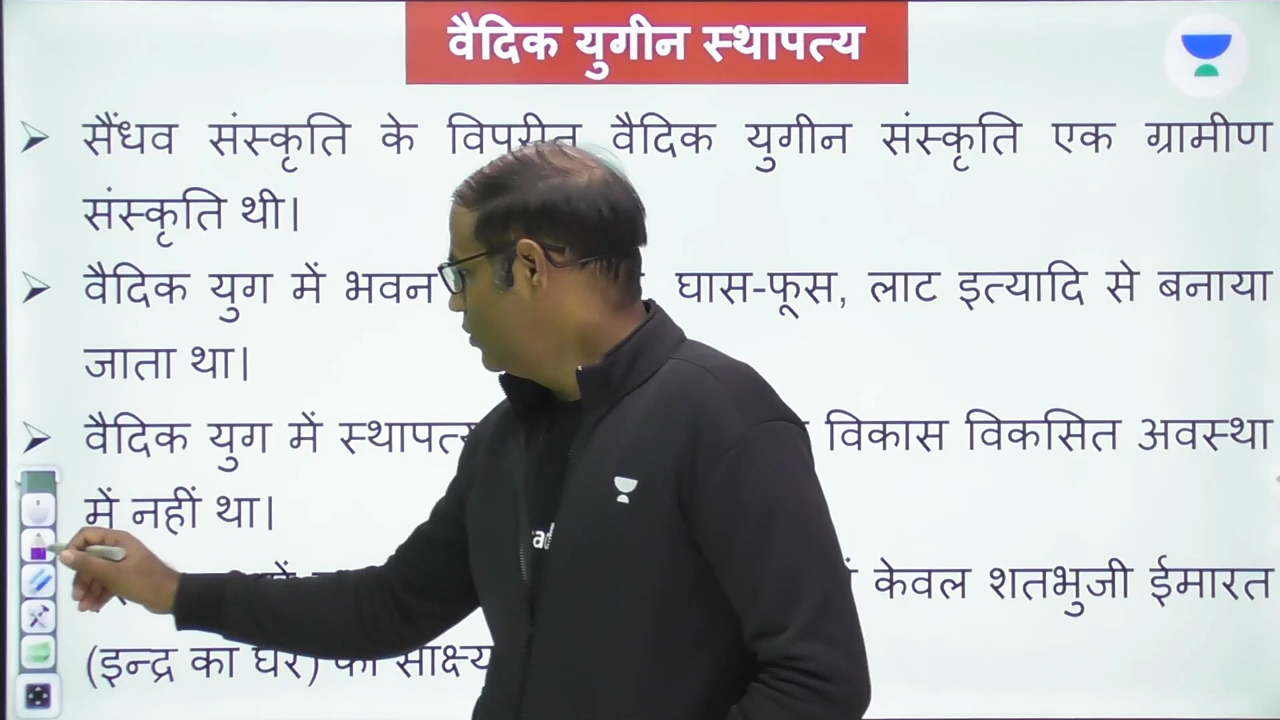 वैदिक युगीन स्थापत्य
सैंधव संस्कृति के विपरीत वैदिक युगीन संस्कृति एक ग्रामीण
संस्कृति थी।
वैदिक युग में भवन घास-फूस, लाट इत्यादि से बनाया
जाता था।
वैदिक युग में स्थापत्य विकास विकसित अवस्था
में नहीं था।
केवल शतभुजी ईमारत
(इन्द्र का घर) का साक्ष्य